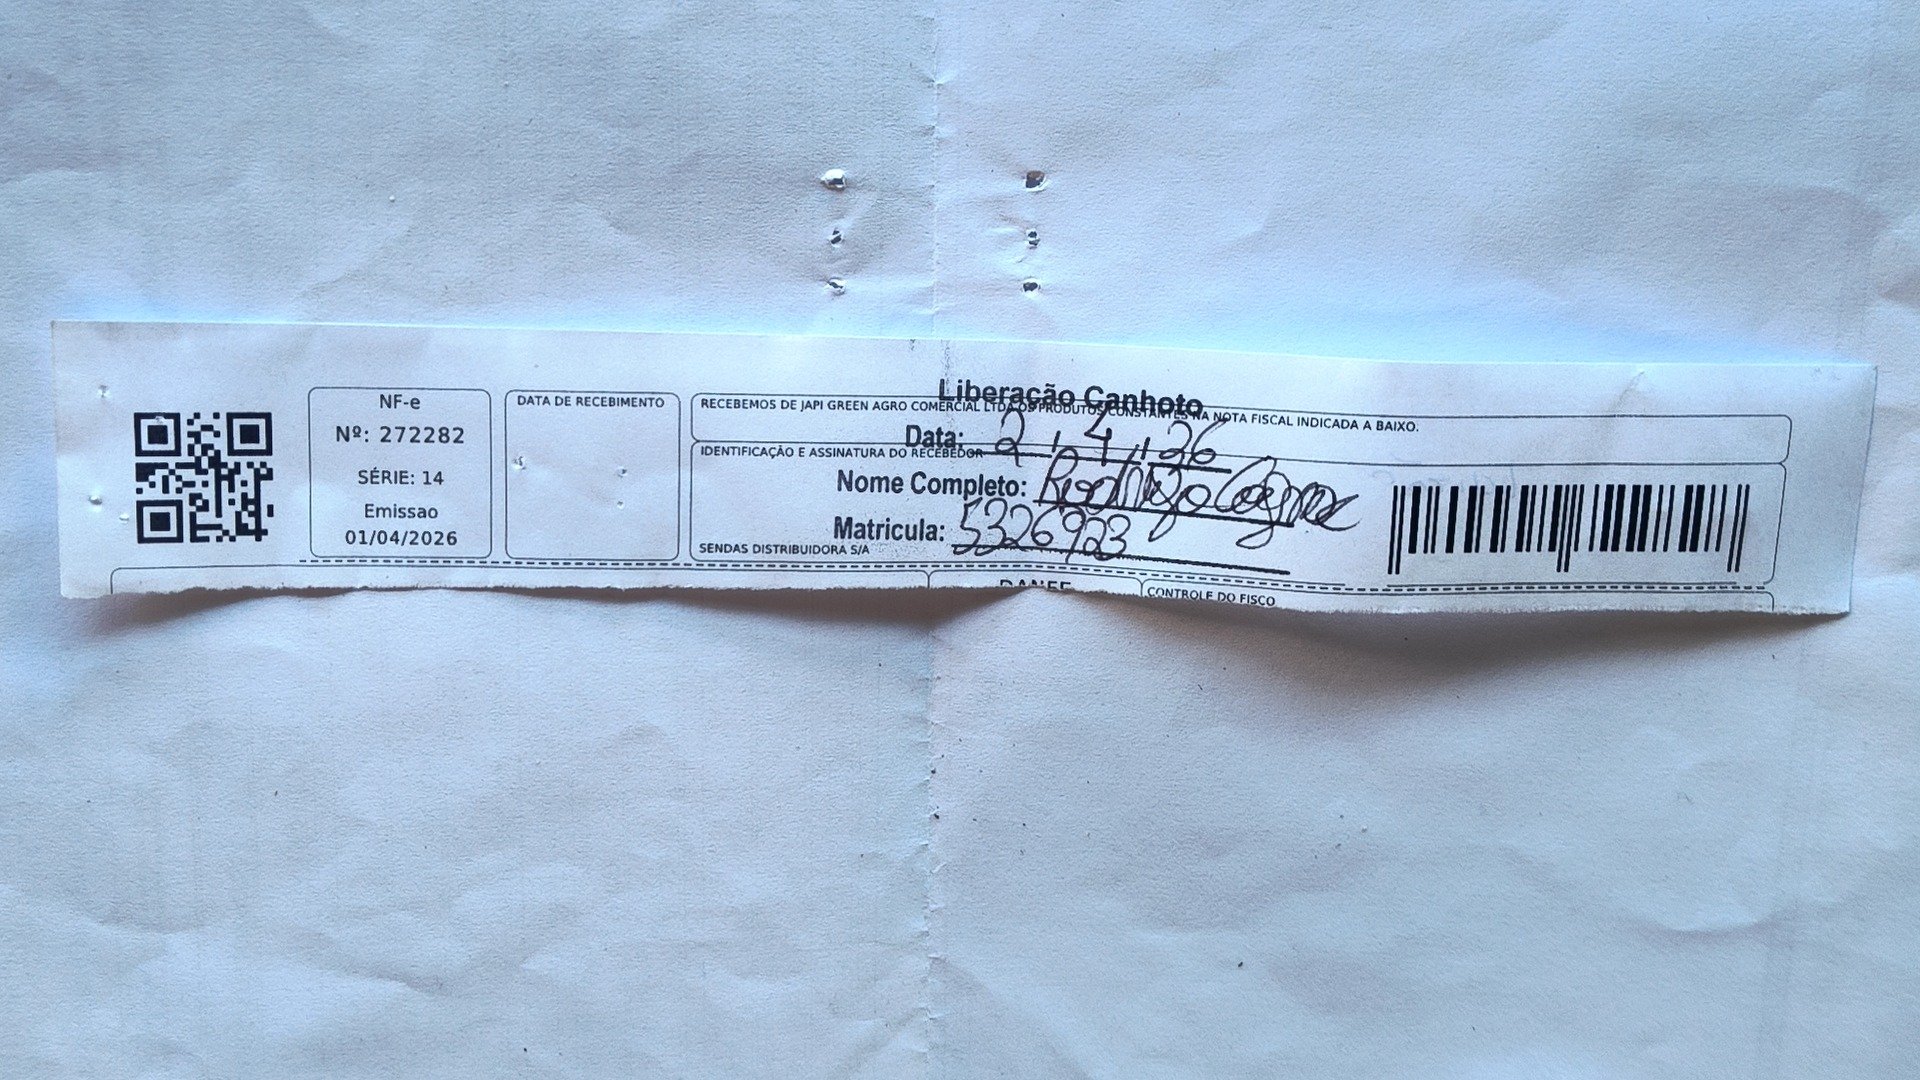 NF-e
Nº: 272282
SÉRIE: 14
Emissao
01/04/2026
DATA DE RECEBIMENTO
Liberação Canhoto
RECEBEMOS DE JAPI GREEN AGRO COMERCIAL LTDA OS PRODUTOS CONSTANTES NA NOTA FISCAL INDICADA A BAIXO.
Data: 2 / 4 / 26
IDENTIFICAÇÃO E ASSINATURA DO RECEBEDOR
Nome Completo: Rodrigo
Matricula: 5326923
SENDAS DISTRIBUIDORA S/A
DANFE
CONTROLE DO FISCO